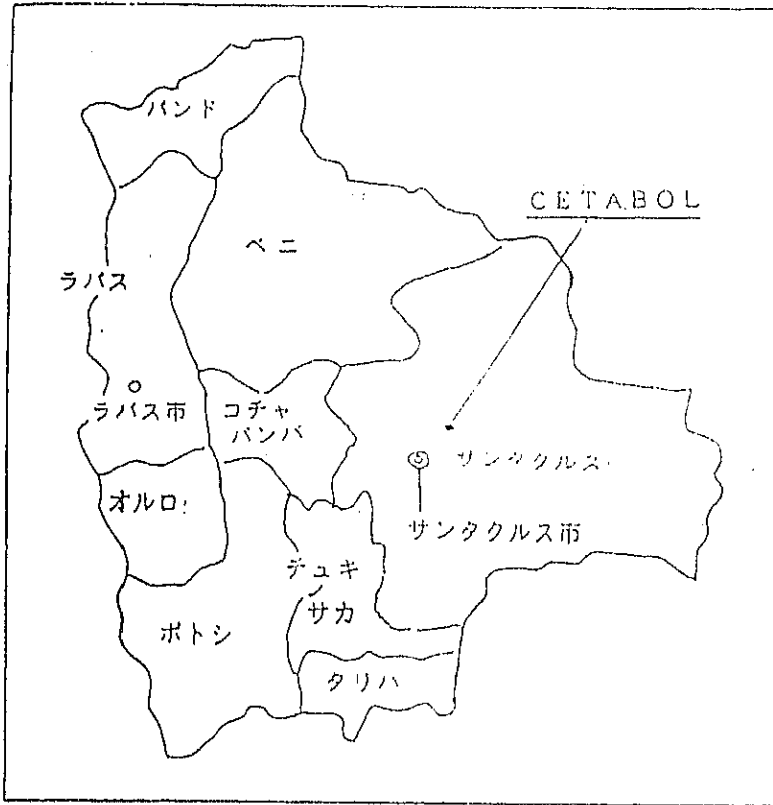 パンド
CETABOL
ベニ
ラパス
ラパス市
コチャ
バンバ
サンタクルス
オルロ
サンタクルス市
チュキ
サカ
ポトシ
タリハ